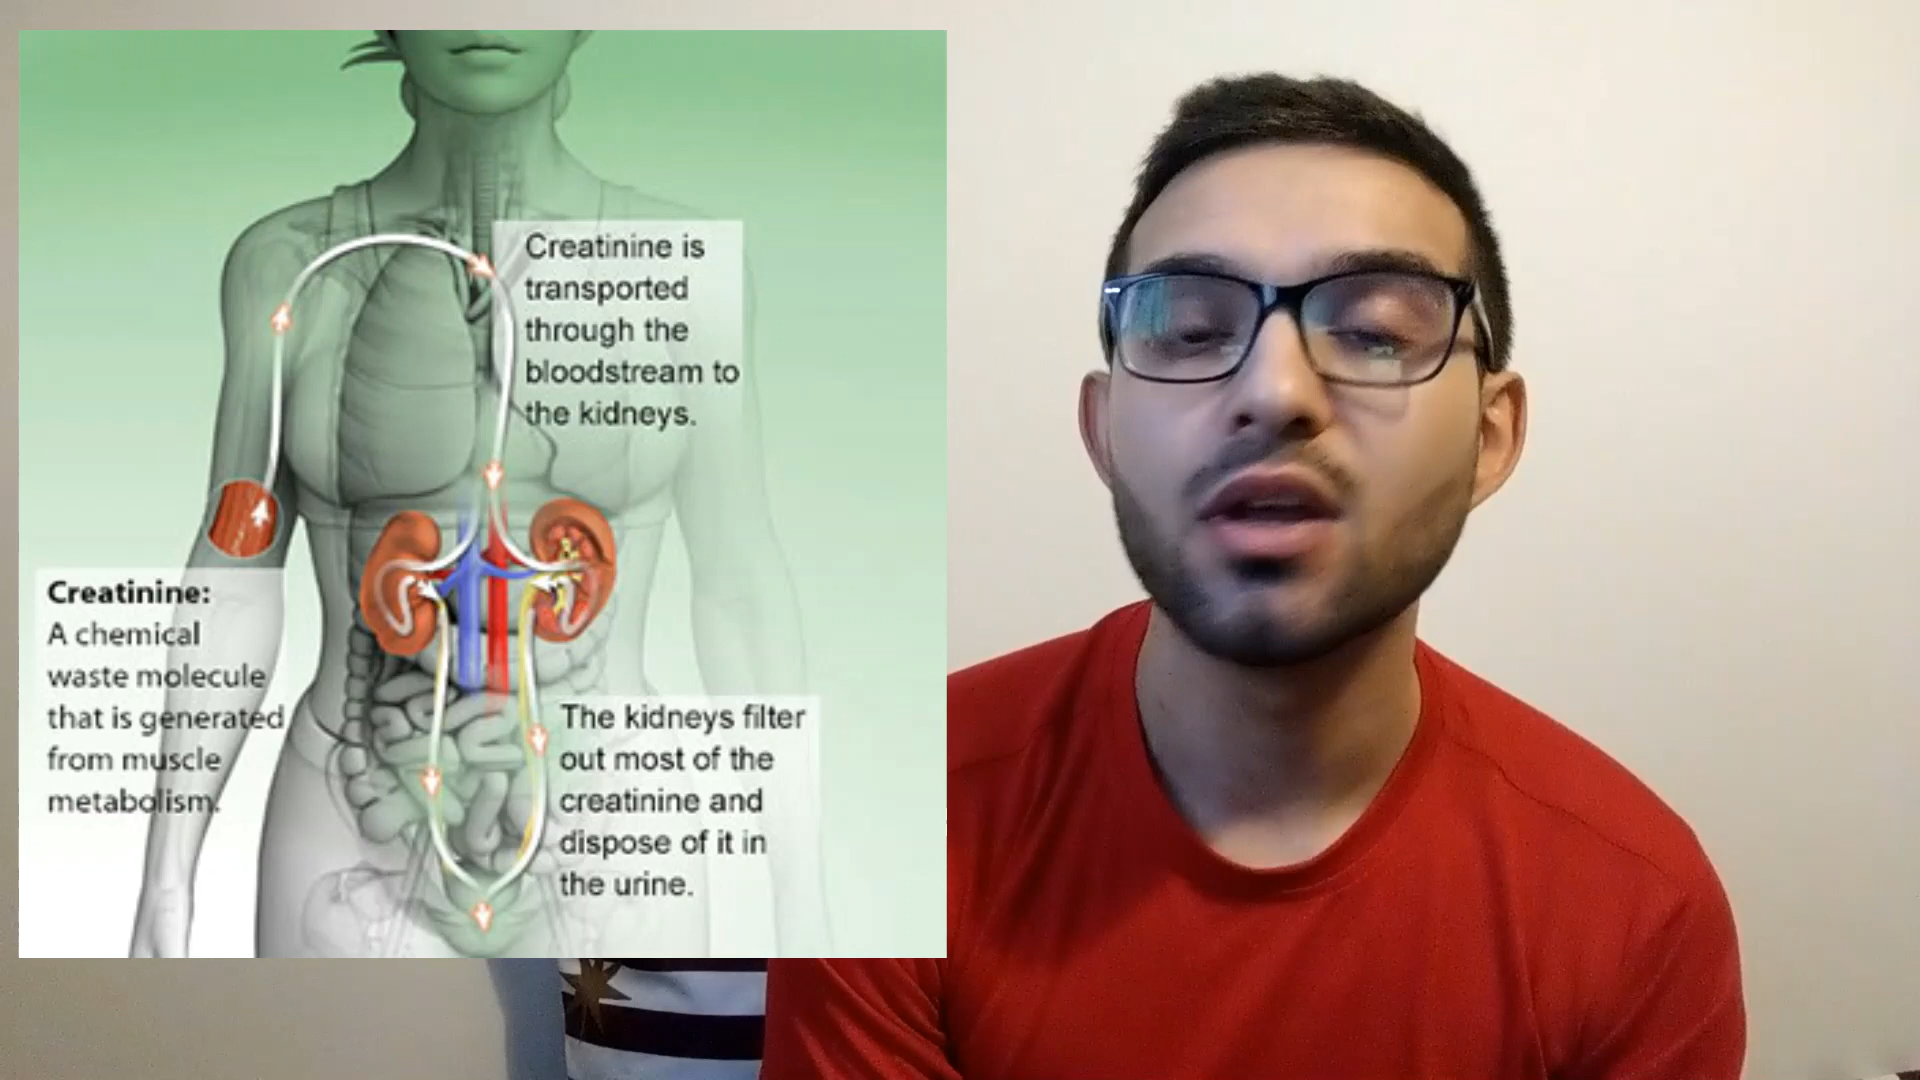 Creatinine is
transported
through the
bloodstream to
the kidneys.
Creatinine:
A chemical
waste molecule
that is generated
from muscle
metabolism.
The kidneys filter
out most of the
creatinine and
dispose of it in
the urine.